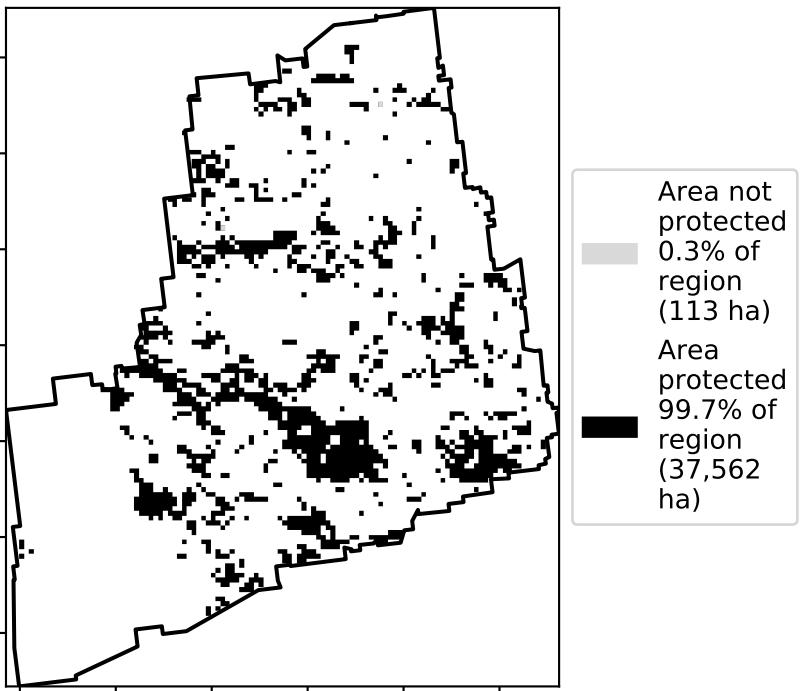 Area not
protected
0.3% of
region
(113 ha)
Area
protected
99.7% of
region
(37,562
ha)